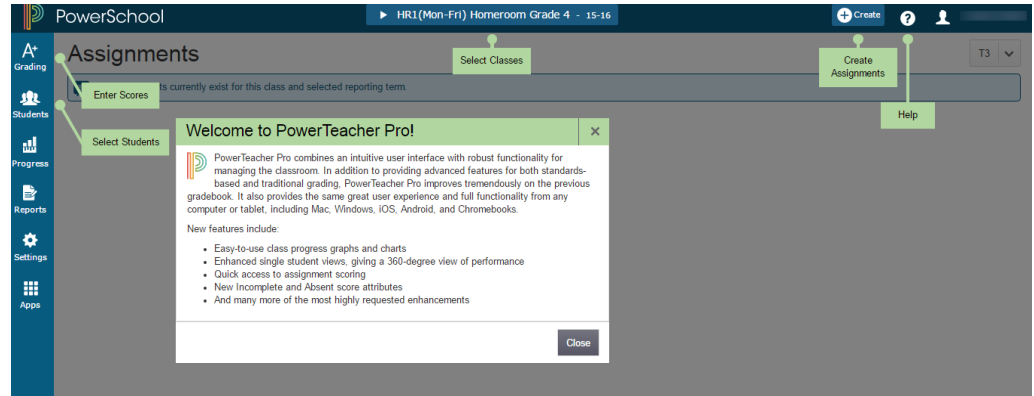 PowerSchool
HR1(Mon-Fri) Homeroom Grade 4 - 15-16
Create
?
A+
Grading
Students
Progress
Reports
Settings
Apps
Assignments
T3
Select Classes
Create
Assignments
Help
currently exist for this class and selected reporting term.
Enter Scores
Select Students
Welcome to PowerTeacher Pro!
×
PowerTeacher Pro combines an intuitive user interface with robust functionality for
managing the classroom. In addition to providing advanced features for both standards-
based and traditional grading, PowerTeacher Pro improves tremendously on the previous
gradebook. It also provides the same great user experience and full functionality from any
computer or tablet, including Mac, Windows, iOS, Android, and Chromebooks.
New features include:
• Easy-to-use class progress graphs and charts
• Enhanced single student views, giving a 360-degree view of performance
• Quick access to assignment scoring
• New Incomplete and Absent score attributes
• And many more of the most highly requested enhancements
Close